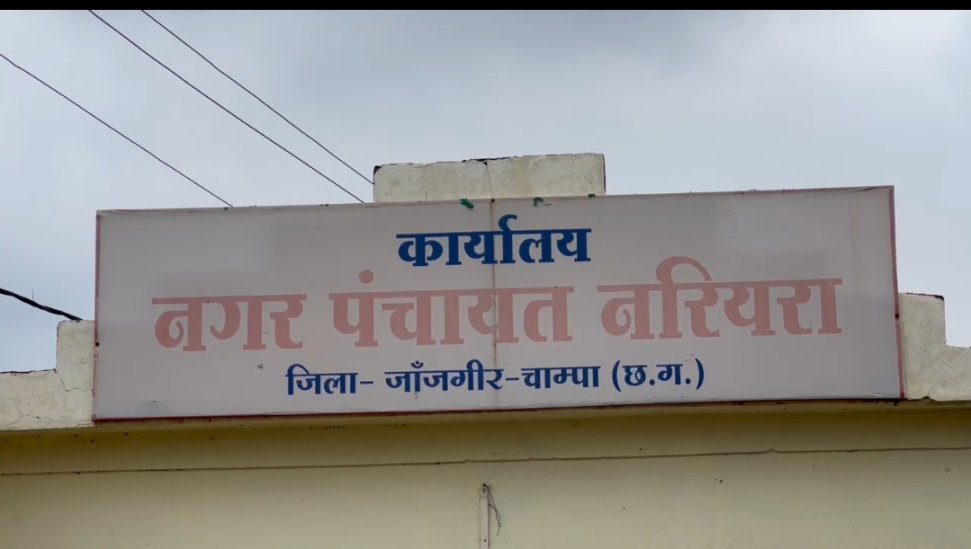 कार्यालय
नगर पंचायत नरियरा
जिला- जाँजगीर-चाम्पा (छ.ग.)